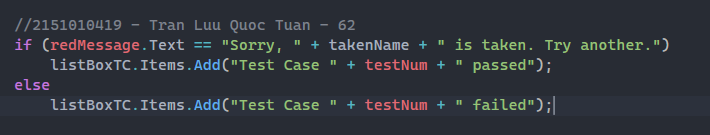 //2151010419 - Tran Luu Quoc Tuan - 62
if (redMessage.Text == "Sorry, " + takenName + " is taken. Try another.")
    listBoxTC.Items.Add("Test Case " + testNum + " passed");
else
    listBoxTC.Items.Add("Test Case " + testNum + " failed");